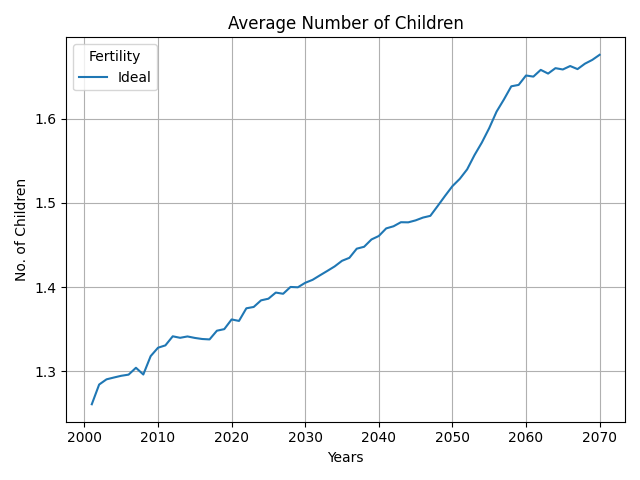 Average Number of Children
Fertility
Ideal
No. of Children
1.6
1.5
1.4
1.3
2000 2010 2020 2030 2040 2050 2060 2070
Years